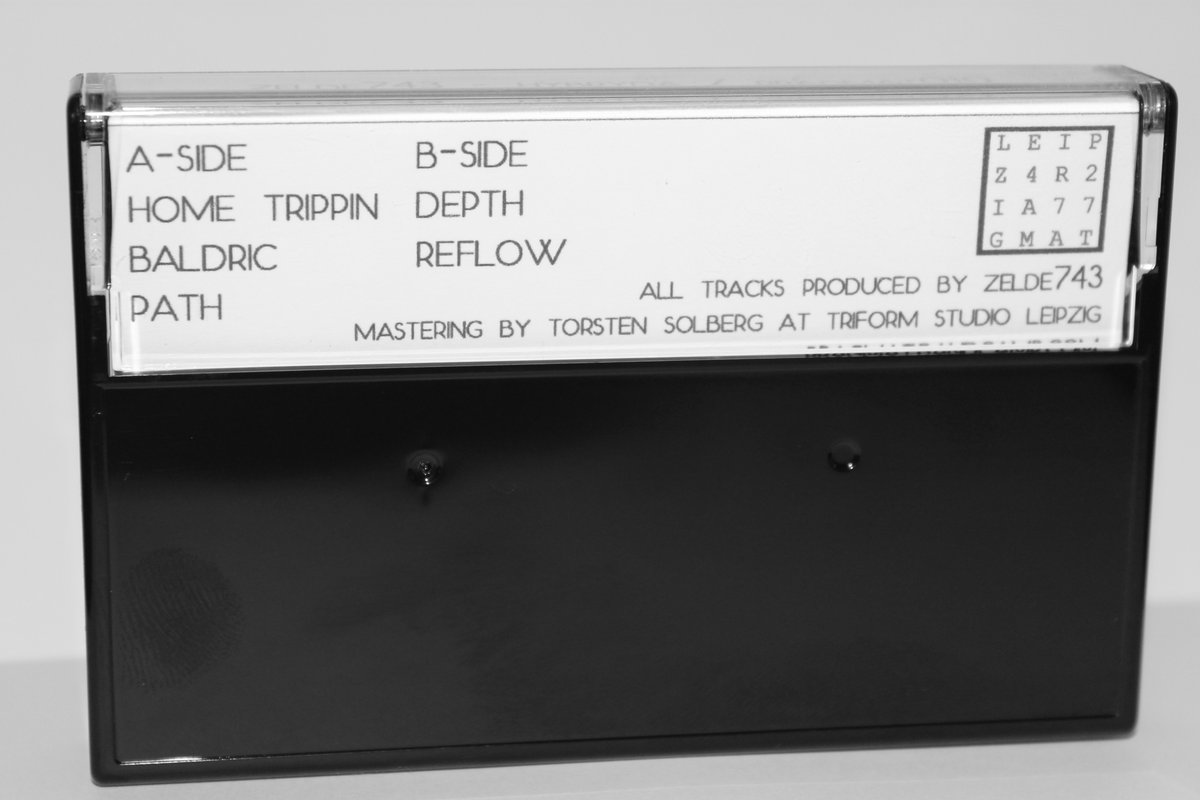 A-SIDE
HOME TRIPPIN
BALDRIC
PATH
B-SIDE
DEPTH
REFLOW
L E I P
Z 4 R 2
I A 7 7
G M A T
ALL TRACKS PRODUCED BY ZELDE743
MASTERING BY TORSTEN SOLBERG AT TRIFORM STUDIO LEIPZIG